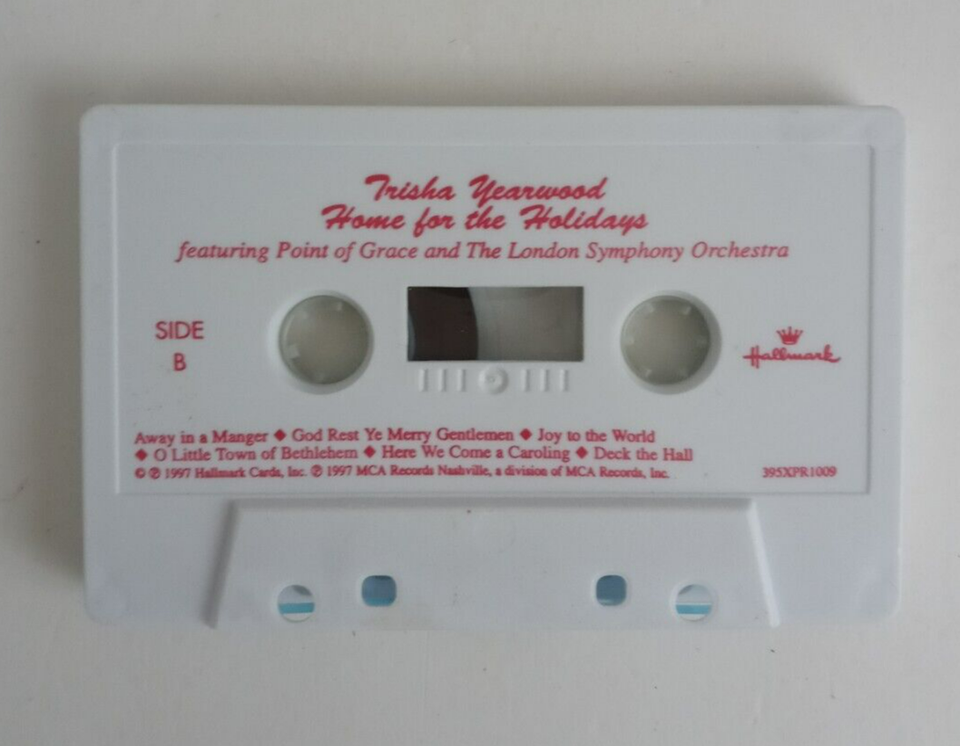 Trisha Yearwood
Home for the Holidays
featuring Point of Grace and The London Symphony Orchestra
SIDE
B
Hallmark
Away in a Manger ◆ God Rest Ye Merry Gentlemen ◆ Joy to the World
◆ O Little Town of Bethlehem ◆ Here We Come a Caroling ◆ Deck the Hall
© ℗ 1997 Hallmark Cards, Inc. ℗ 1997 MCA Records Nashville, a division of MCA Records, Inc.
395XPR1009